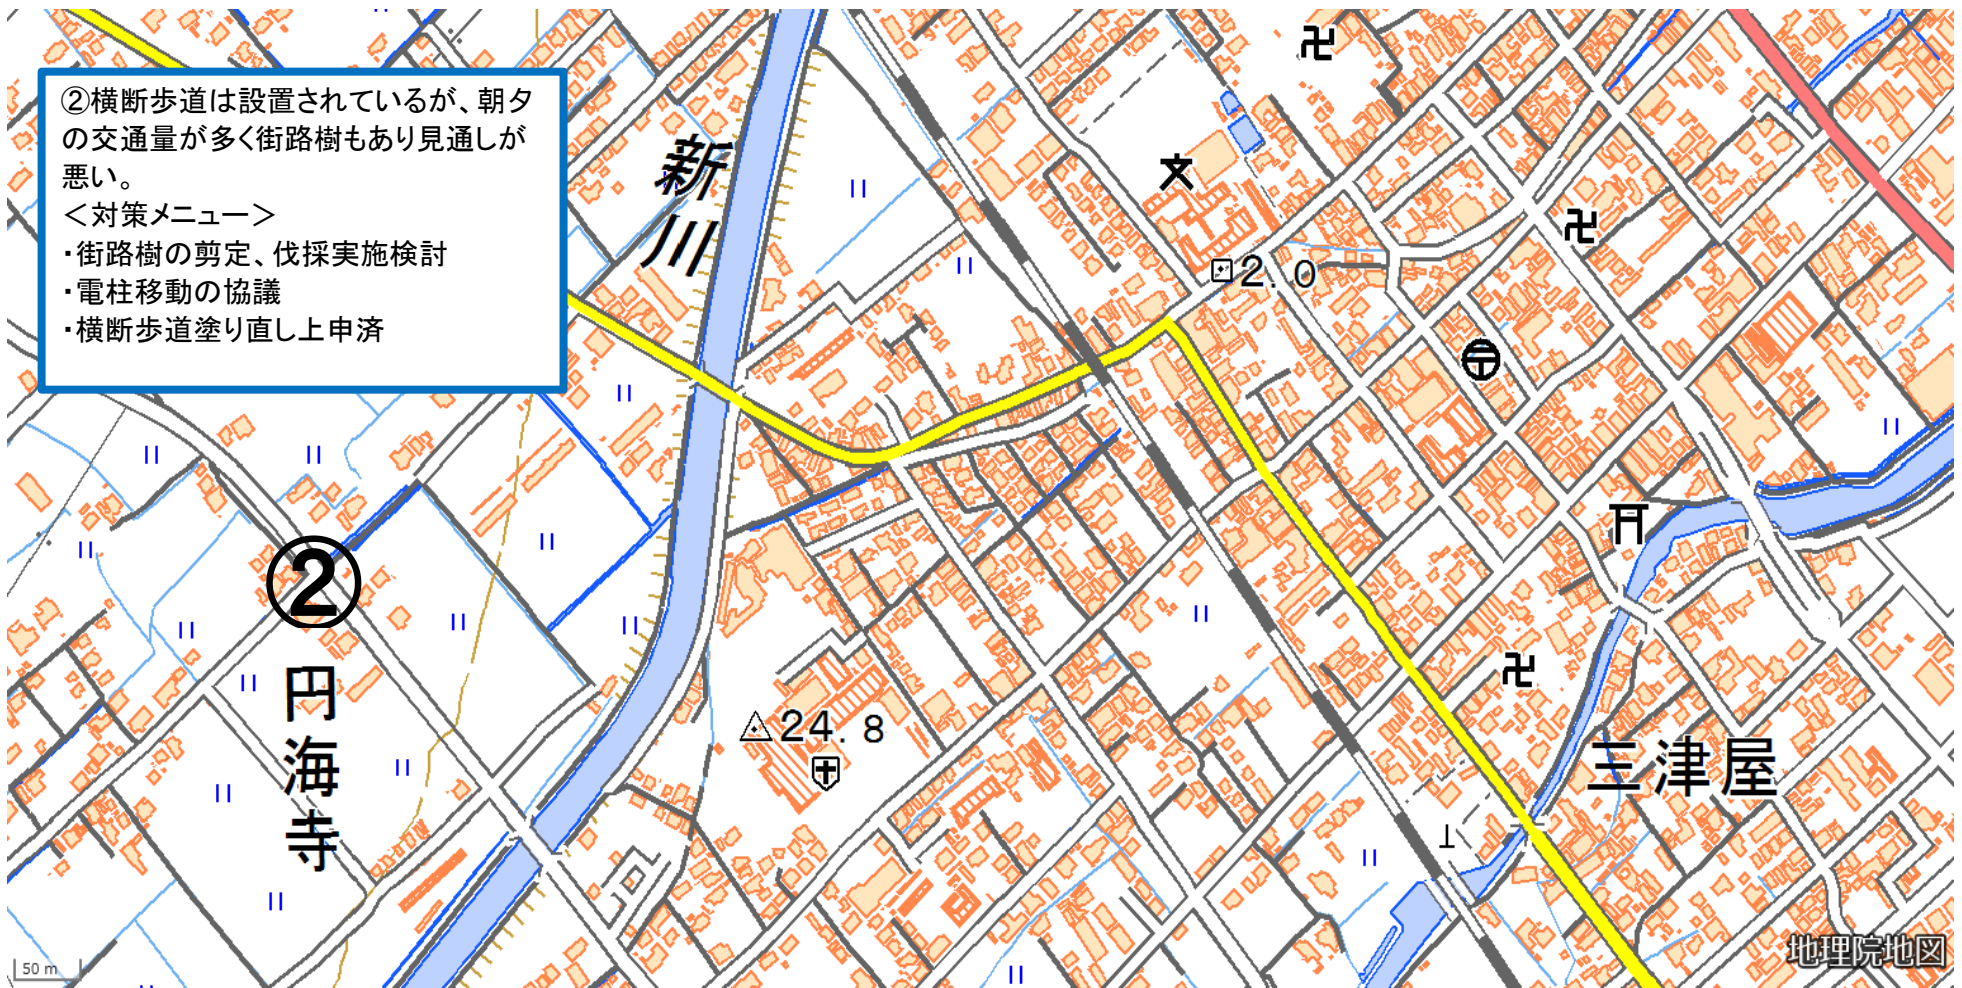 ②横断歩道は設置されているが、朝夕
の交通量が多く街路樹もあり見通しが
悪い。
＜対策メニュー＞
・街路樹の剪定、伐採実施検討
・電柱移動の協議
・横断歩道塗り直し上申済
新川
2.0
②
円海寺
24.8
三津屋
50 m
地理院地図